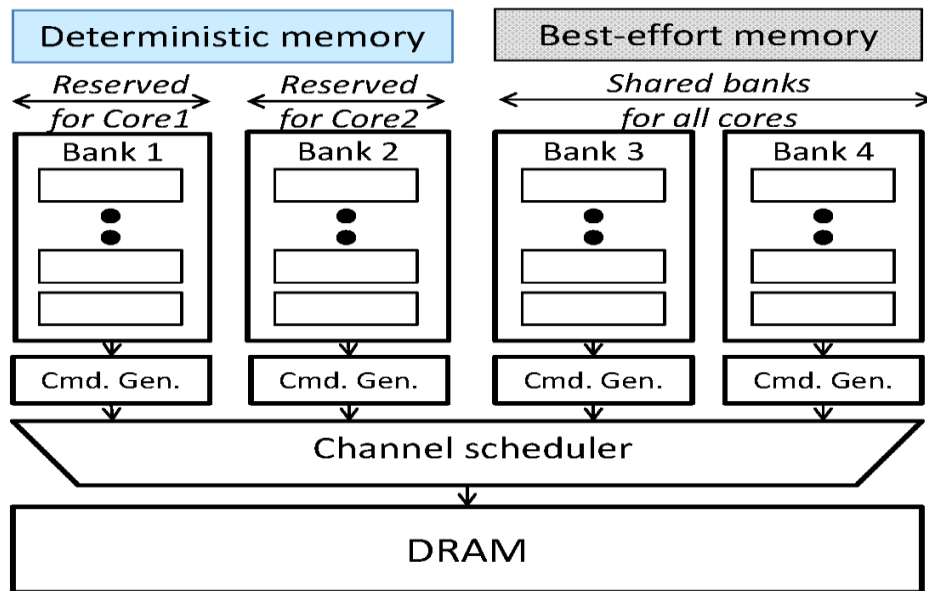 Deterministic memory
Best-effort memory
Reserved
for Core1
Reserved
for Core2
Shared banks
for all cores
Bank 1
Bank 2
Bank 3
Bank 4
Cmd. Gen.
Cmd. Gen.
Cmd. Gen.
Cmd. Gen.
Channel scheduler
DRAM